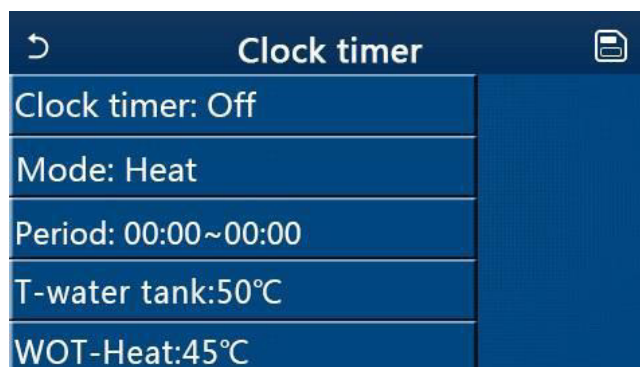 Clock timer
Clock timer: Off
Mode: Heat
Period: 00:00~00:00
T-water tank:50℃
WOT-Heat:45℃